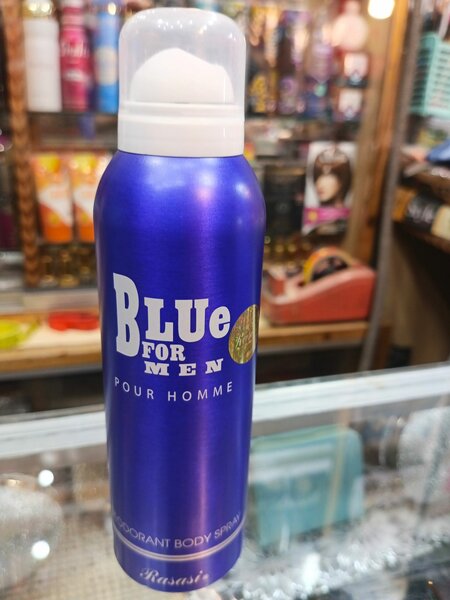 BLUe
FOR
MEN
POUR HOMME
DEODORANT BODY SPRAY
Rasasi